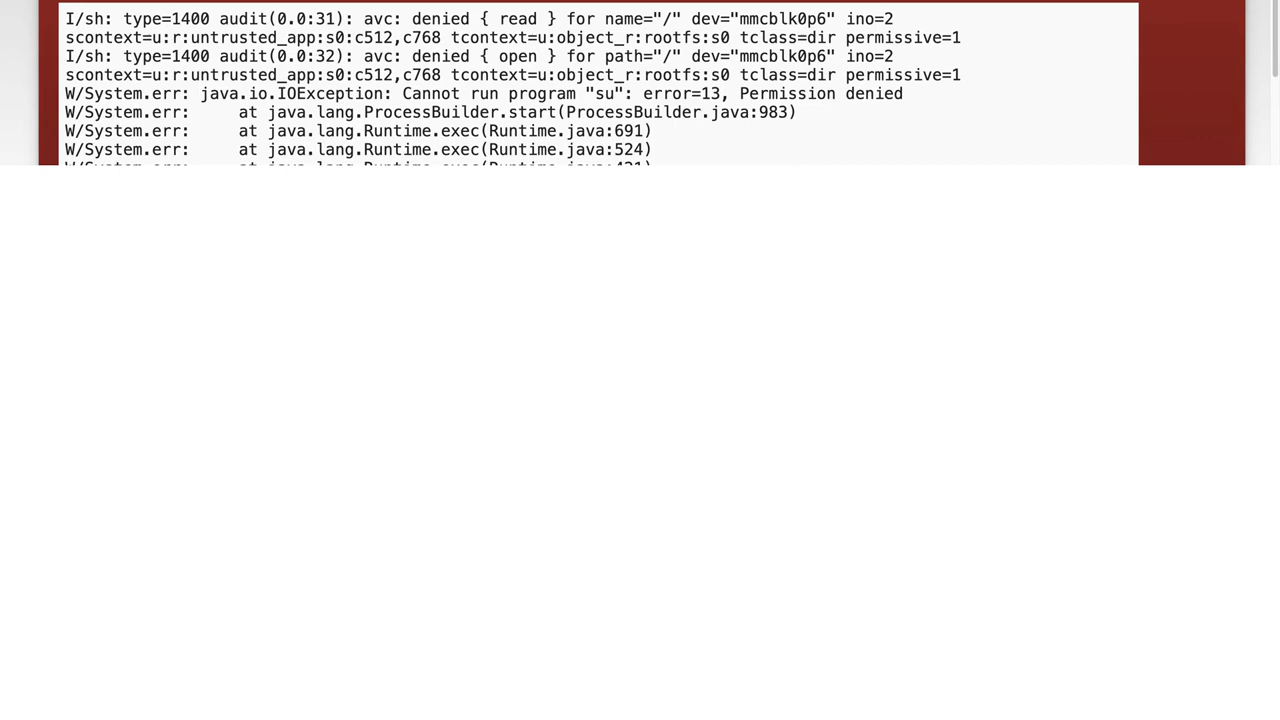 I/sh: type=1400 audit(0.0:31): avc: denied { read } for name="/" dev="mmcblk0p6" ino=2
scontext=u:r:untrusted_app:s0:c512,c768 tcontext=u:object_r:rootfs:s0 tclass=dir permissive=1
I/sh: type=1400 audit(0.0:32): avc: denied { open } for path="/" dev="mmcblk0p6" ino=2
scontext=u:r:untrusted_app:s0:c512,c768 tcontext=u:object_r:rootfs:s0 tclass=dir permissive=1
W/System.err: java.io.IOException: Cannot run program "su": error=13, Permission denied
W/System.err:     at java.lang.ProcessBuilder.start(ProcessBuilder.java:983)
W/System.err:     at java.lang.Runtime.exec(Runtime.java:691)
W/System.err:     at java.lang.Runtime.exec(Runtime.java:524)